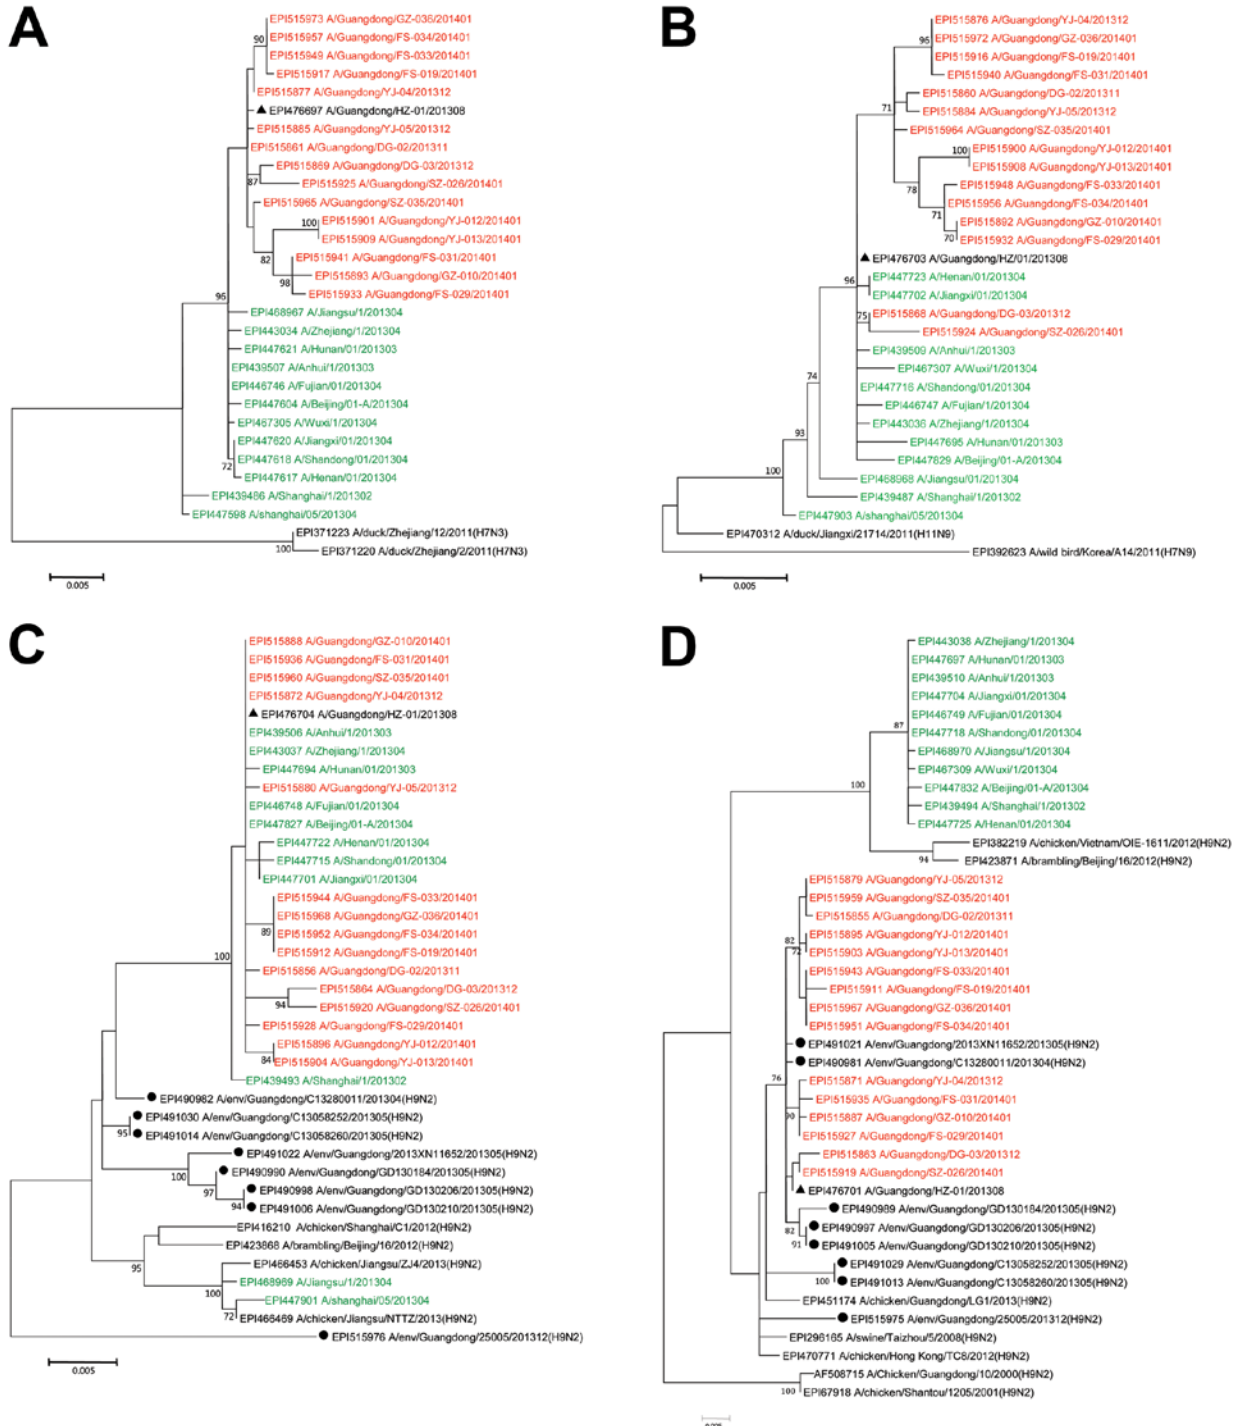 A
EPI515973 A/Guangdong/GZ-036/201401
EPI515957 A/Guangdong/FS-034/201401
90
EPI515949 A/Guangdong/FS-033/201401
EPI515917 A/Guangdong/FS-019/201401
EPI515877 A/Guangdong/YJ-04/201312
EPI476697 A/Guangdong/HZ-01/201308
EPI515885 A/Guangdong/YJ-05/201312
EPI515861 A/Guangdong/DG-02/201311
EPI515869 A/Guangdong/DG-03/201312
87
EPI515925 A/Guangdong/SZ-026/201401
EPI515965 A/Guangdong/SZ-035/201401
100
EPI515901 A/Guangdong/YJ-012/201401
EPI515909 A/Guangdong/YJ-013/201401
82
EPI515941 A/Guangdong/FS-031/201401
EPI515893 A/Guangdong/GZ-010/201401
98
EPI515933 A/Guangdong/FS-029/201401
96
EPI468967 A/Jiangsu/1/201304
EPI443034 A/Zhejiang/1/201304
EPI447621 A/Hunan/01/201303
EPI439507 A/Anhui/1/201303
EPI446746 A/Fujian/01/201304
EPI447604 A/Beijing/01-A/201304
EPI467305 A/Wuxi/1/201304
EPI447620 A/Jiangxi/01/201304
EPI447618 A/Shandong/01/201304
72
EPI447617 A/Henan/01/201304
EPI439486 A/Shanghai/1/201302
EPI447598 A/shanghai/05/201304
EPI371223 A/duck/Zhejiang/12/2011(H7N3)
100
EPI371220 A/duck/Zhejiang/2/2011(H7N3)
0.005
B
EPI515876 A/Guangdong/YJ-04/201312
EPI515972 A/Guangdong/GZ-036/201401
95
EPI515916 A/Guangdong/FS-019/201401
EPI515940 A/Guangdong/FS-031/201401
EPI515860 A/Guangdong/DG-02/201311
71
EPI515884 A/Guangdong/YJ-05/201312
EPI515964 A/Guangdong/SZ-035/201401
100
EPI515900 A/Guangdong/YJ-012/201401
EPI515908 A/Guangdong/YJ-013/201401
78
EPI515948 A/Guangdong/FS-033/201401
EPI515956 A/Guangdong/FS-034/201401
71
EPI515892 A/Guangdong/GZ-010/201401
70
EPI515932 A/Guangdong/FS-029/201401
EPI476703 A/Guangdong/HZ/01/201308
96
EPI447723 A/Henan/01/201304
EPI447702 A/Jiangxi/01/201304
75
EPI515868 A/Guangdong/DG-03/201312
EPI515924 A/Guangdong/SZ-026/201401
EPI439509 A/Anhui/1/201303
EPI467307 A/Wuxi/1/201304
74
EPI447716 A/Shandong/01/201304
EPI446747 A/Fujian/1/201304
EPI443036 A/Zhejiang/1/201304
93
EPI447695 A/Hunan/01/201303
EPI447829 A/Beijing/01-A/201304
100
EPI468968 A/Jiangsu/01/201304
EPI439487 A/Shanghai/1/201302
EPI447903 A/shanghai/05/201304
EPI470312 A/duck/Jiangxi/21714/2011(H11N9)
EPI392623 A/wild bird/Korea/A14/2011(H7N9)
0.005
C
EPI515888 A/Guangdong/GZ-010/201401
EPI515936 A/Guangdong/FS-031/201401
EPI515960 A/Guangdong/SZ-035/201401
EPI515872 A/Guangdong/YJ-04/201312
EPI476704 A/Guangdong/HZ-01/201308
EPI439506 A/Anhui/1/201303
EPI443037 A/Zhejiang/1/201304
EPI447694 A/Hunan/01/201303
EPI515880 A/Guangdong/YJ-05/201312
EPI446748 A/Fujian/01/201304
EPI447827 A/Beijing/01-A/201304
EPI447722 A/Henan/01/201304
EPI447715 A/Shandong/01/201304
EPI447701 A/Jiangxi/01/201304
EPI515944 A/Guangdong/FS-033/201401
EPI515968 A/Guangdong/GZ-036/201401
89
EPI515952 A/Guangdong/FS-034/201401
EPI515912 A/Guangdong/FS-019/201401
100
EPI515856 A/Guangdong/DG-02/201311
EPI515864 A/Guangdong/DG-03/201312
94
EPI515920 A/Guangdong/SZ-026/201401
EPI515928 A/Guangdong/FS-029/201401
EPI515896 A/Guangdong/YJ-012/201401
84
EPI515904 A/Guangdong/YJ-013/201401
EPI439493 A/Shanghai/1/201302
EPI490982 A/env/Guangdong/C13280011/201304(H9N2)
EPI491030 A/env/Guangdong/C13058252/201305(H9N2)
95
EPI491014 A/env/Guangdong/C13058260/201305(H9N2)
EPI491022 A/env/Guangdong/2013XN11652/201305(H9N2)
100
EPI490990 A/env/Guangdong/GD130184/201305(H9N2)
97
EPI490998 A/env/Guangdong/GD130206/201305(H9N2)
94
EPI491006 A/env/Guangdong/GD130210/201305(H9N2)
EPI416210 A/chicken/Shanghai/C1/2012(H9N2)
EPI423868 A/brambling/Beijing/16/2012(H9N2)
95
EPI466453 A/chicken/Jiangsu/ZJ4/2013(H9N2)
EPI468969 A/Jiangsu/1/201304
100
EPI447901 A/shanghai/05/201304
72
EPI466469 A/chicken/Jiangsu/NTTZ/2013(H9N2)
EPI515976 A/env/Guangdong/25005/201312(H9N2)
0.005
D
EPI443038 A/Zhejiang/1/201304
EPI447697 A/Hunan/01/201303
EPI439510 A/Anhui/1/201303
EPI447704 A/Jiangxi/01/201304
EPI446749 A/Fujian/01/201304
87
EPI447718 A/Shandong/01/201304
EPI468970 A/Jiangsu/1/201304
EPI467309 A/Wuxi/1/201304
100
EPI447832 A/Beijing/01-A/201304
EPI439494 A/Shanghai/1/201302
EPI447725 A/Henan/01/201304
EPI382219 A/chicken/Vietnam/OIE-1611/2012(H9N2)
94
EPI423871 A/brambling/Beijing/16/2012(H9N2)
EPI515879 A/Guangdong/YJ-05/201312
EPI515959 A/Guangdong/SZ-035/201401
EPI515855 A/Guangdong/DG-02/201311
82
EPI515895 A/Guangdong/YJ-012/201401
72
EPI515903 A/Guangdong/YJ-013/201401
EPI515943 A/Guangdong/FS-033/201401
EPI515911 A/Guangdong/FS-019/201401
EPI515967 A/Guangdong/GZ-036/201401
EPI515951 A/Guangdong/FS-034/201401
EPI491021 A/env/Guangdong/2013XN11652/201305(H9N2)
EPI490981 A/env/Guangdong/C13280011/201304(H9N2)
76
EPI515871 A/Guangdong/YJ-04/201312
EPI515935 A/Guangdong/FS-031/201401
90
EPI515887 A/Guangdong/GZ-010/201401
EPI515927 A/Guangdong/FS-029/201401
EPI515863 A/Guangdong/DG-03/201312
EPI515919 A/Guangdong/SZ-026/201401
EPI476701 A/Guangdong/HZ-01/201308
EPI490989 A/env/Guangdong/GD130184/201305(H9N2)
82
EPI490997 A/env/Guangdong/GD130206/201305(H9N2)
91
EPI491005 A/env/Guangdong/GD130210/201305(H9N2)
EPI491029 A/env/Guangdong/C13058252/201305(H9N2)
100
EPI491013 A/env/Guangdong/C13058260/201305(H9N2)
EPI451174 A/chicken/Guangdong/LG1/2013(H9N2)
EPI515975 A/env/Guangdong/25005/201312(H9N2)
EPI296165 A/swine/Taizhou/5/2008(H9N2)
EPI470771 A/chicken/Hong Kong/TC8/2012(H9N2)
AF508715 A/Chicken/Guangdong/10/2000(H9N2)
100
EPI67918 A/chicken/Shantou/1205/2001(H9N2)
0.005